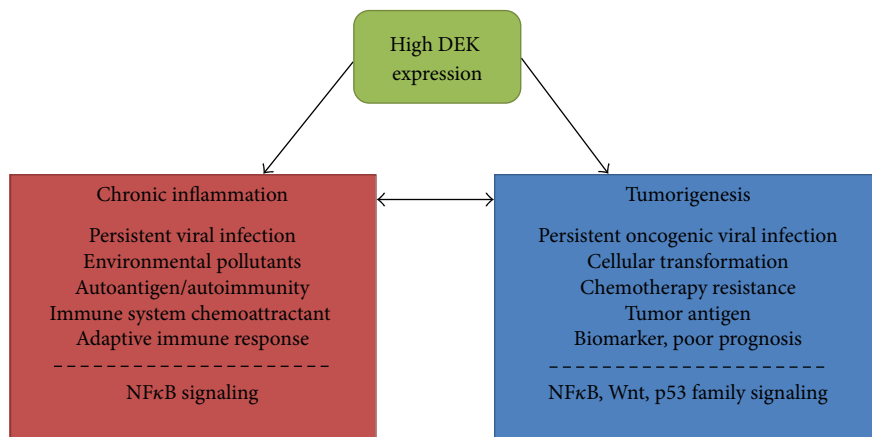 High DEK
expression
Chronic inflammation
Persistent viral infection
Environmental pollutants
Autoantigen/autoimmunity
Immune system chemoattractant
Adaptive immune response
NFκB signaling
Tumorigenesis
Persistent oncogenic viral infection
Cellular transformation
Chemotherapy resistance
Tumor antigen
Biomarker, poor prognosis
NFκB, Wnt, p53 family signaling